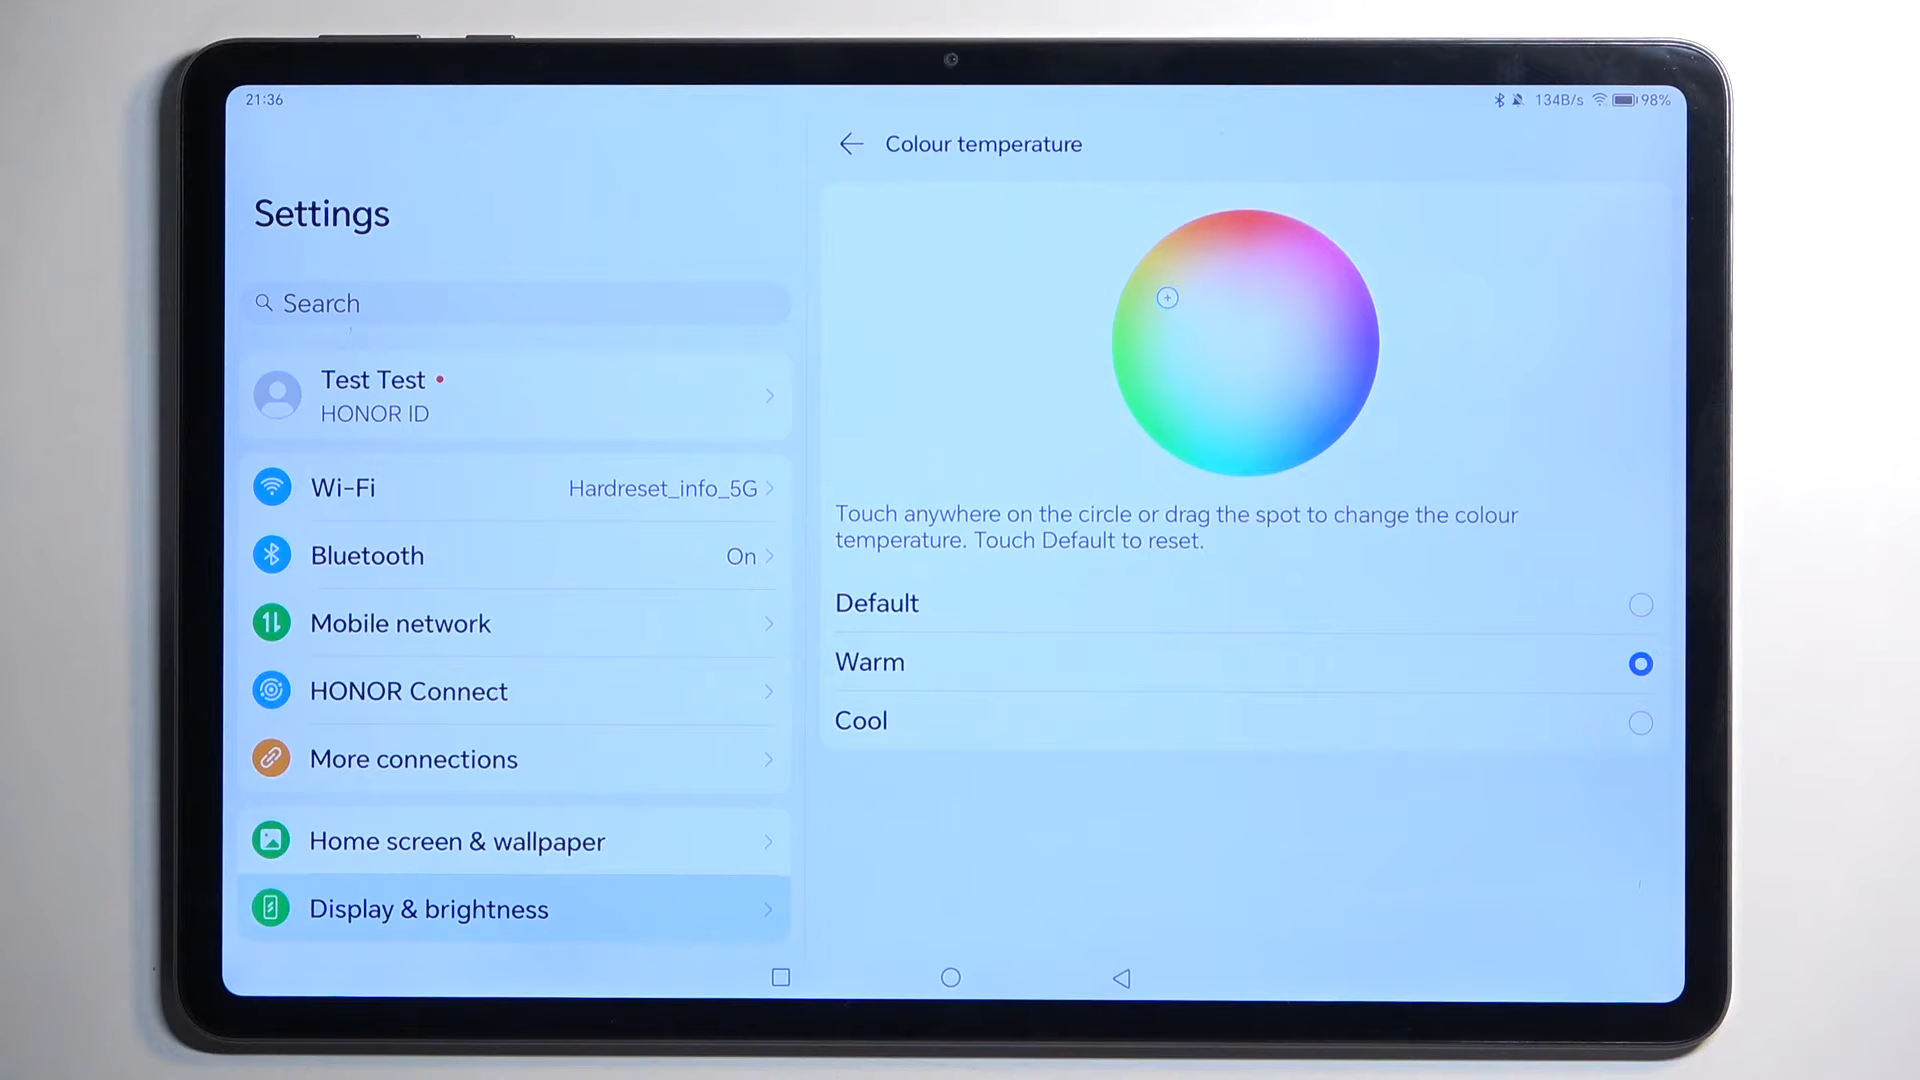 21:36
134B/s 98%
Settings
Search
Test Test
HONOR ID
Wi-Fi
Hardreset_info_5G
Bluetooth
On
Mobile network
HONOR Connect
More connections
Home screen & wallpaper
Display & brightness
Colour temperature
Touch anywhere on the circle or drag the spot to change the colour
temperature. Touch Default to reset.
Default
Warm
Cool